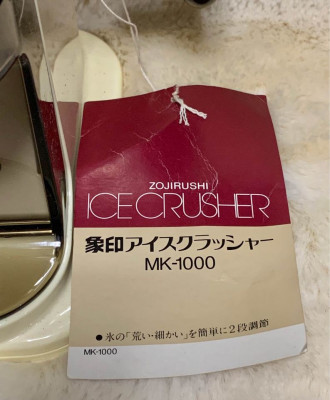 ZOJIRUSHI
ICE CRUSHER
象印アイスクラッシャー
MK-1000
●氷の「荒い・細かい」を簡単に2段調節
MK-1000